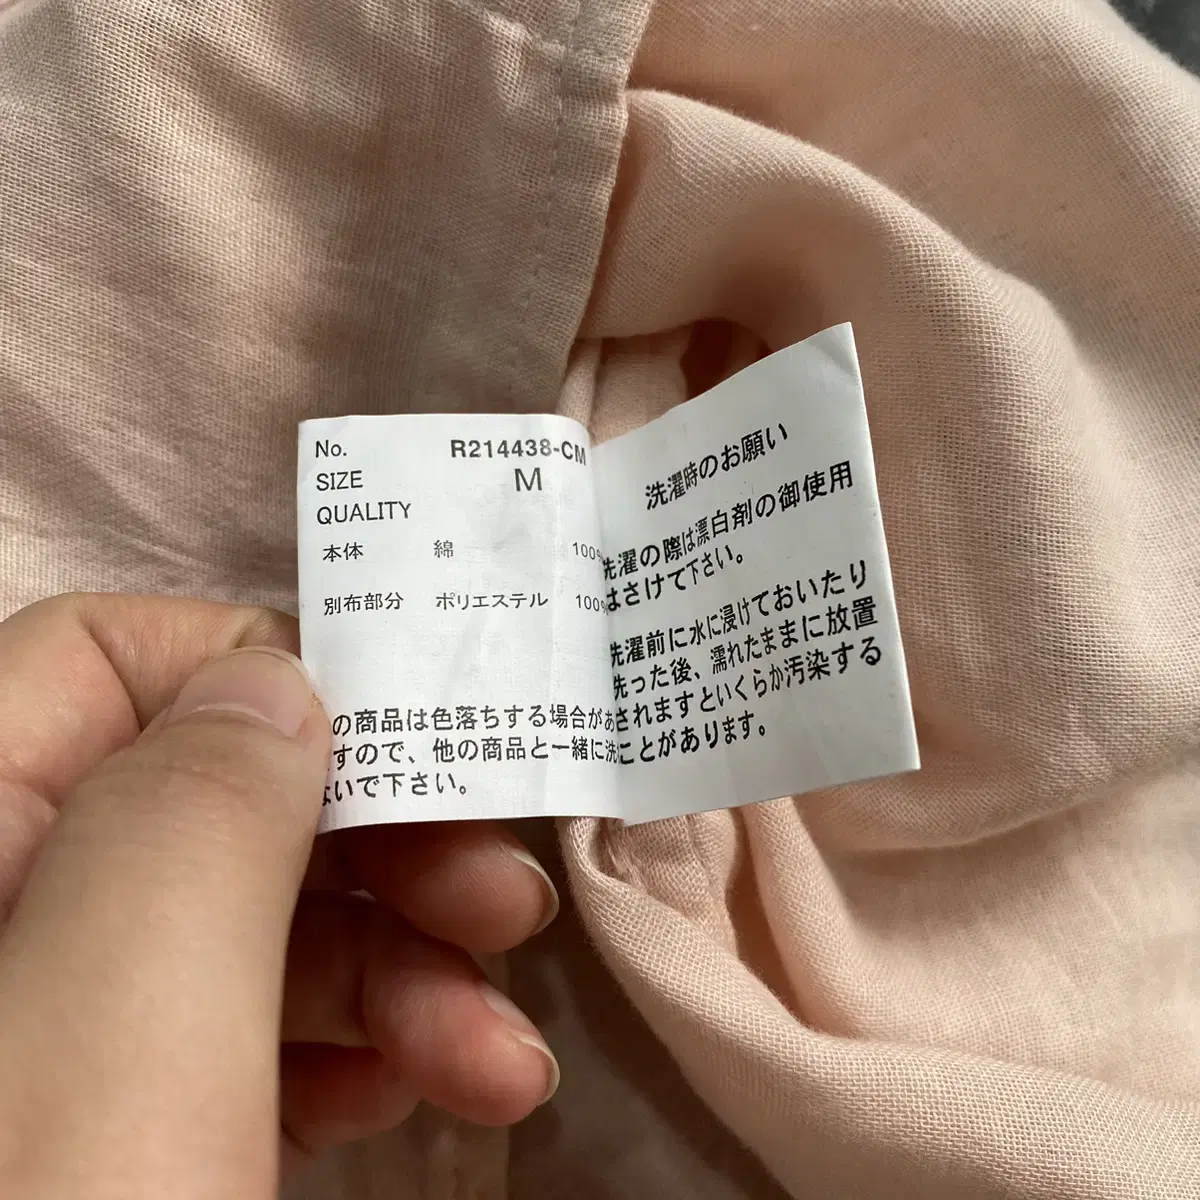 No. R214438-CM
SIZE M
QUALITY
本体 綿 100%
別布部分 ポリエステル 100%
の商品は色落ちする場合があ
すので、他の商品と一緒に洗
ないで下さい。
洗濯時のお願い
洗濯の際は漂白剤の御使用
はさけて下さい。
洗濯前に水に浸けておいたり
洗った後、濡れたままに放置
されますといくらか汚染する
ことがあります。